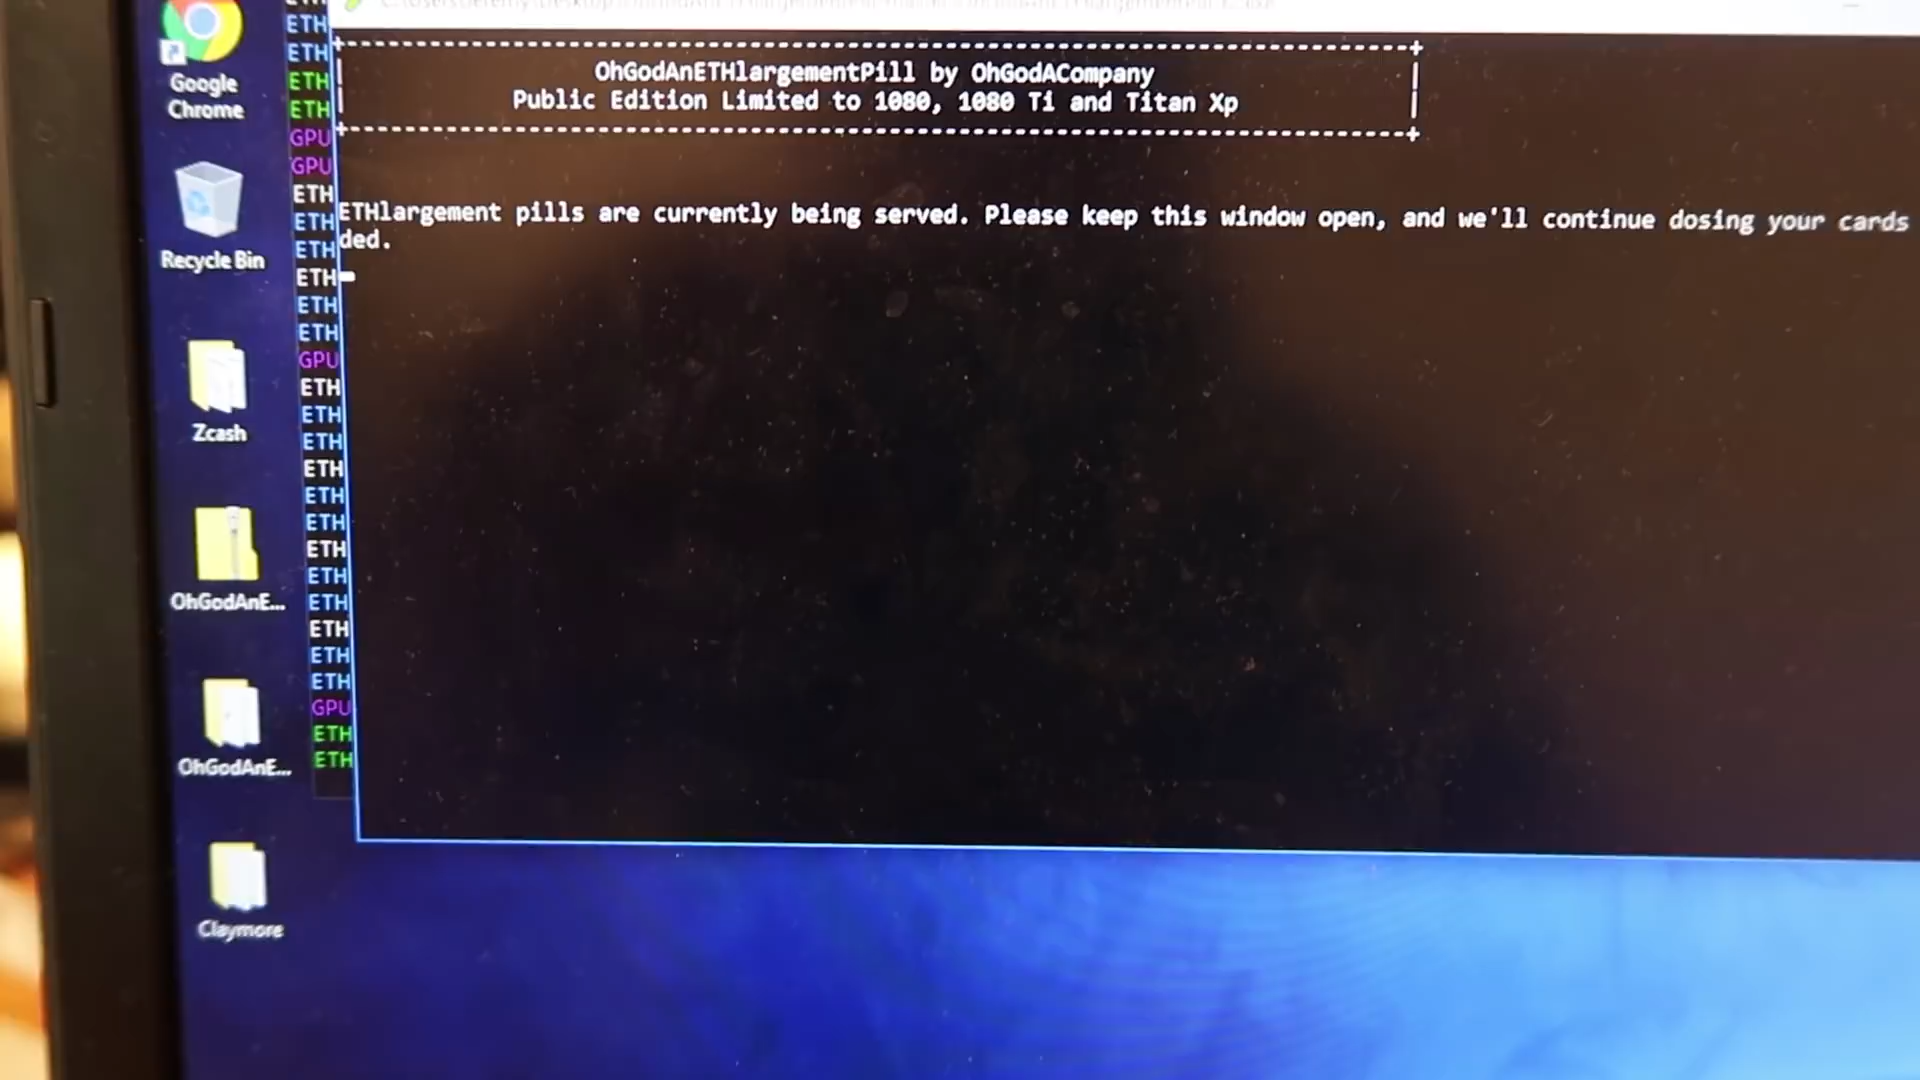 OhGodAnETHlargementPill by OhGodACompany
Public Edition Limited to 1080, 1080 Ti and Titan Xp
ETHlargement pills are currently being served. Please keep this window open, and we'll continue dosing your cards
ded.
Google
Chrome
Recycle Bin
Zcash
OhGodAnE...
OhGodAnE...
Claymore
ETH
ETH
ETH
ETH
GPU
GPU
ETH
ETH
ETH
ETH
ETH
ETH
GPU
ETH
ETH
ETH
ETH
ETH
ETH
ETH
ETH
ETH
ETH
ETH
ETH
GPU
ETH
ETH